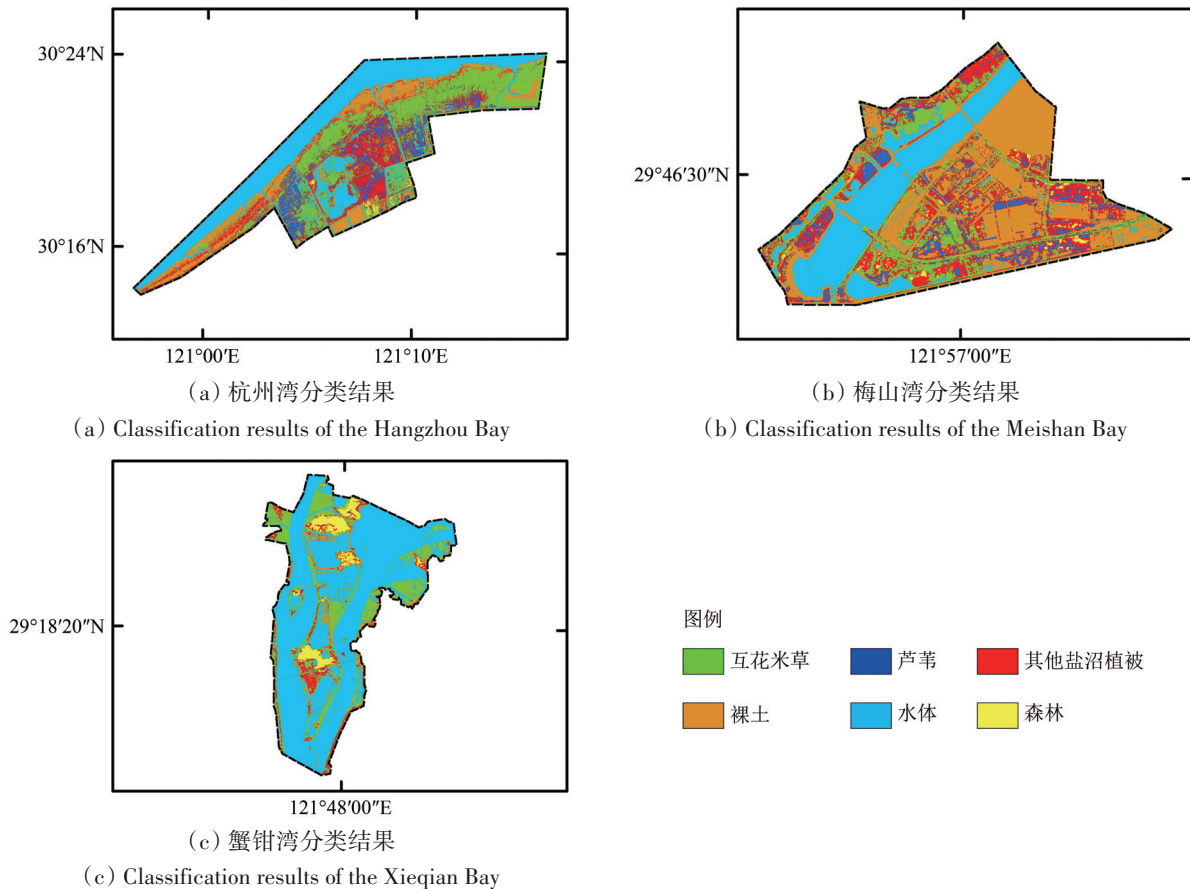 30°24′N
30°16′N
121°00′E
121°10′E
(a) 杭州湾分类结果
(a) Classification results of the Hangzhou Bay
29°46′30″N
121°57′00″E
(b) 梅山湾分类结果
(b) Classification results of the Meishan Bay
29°18′20″N
121°48′00″E
(c) 蟹钳湾分类结果
(c) Classification results of the Xieqian Bay
图例
互花米草
芦苇
其他盐沼植被
裸土
水体
森林